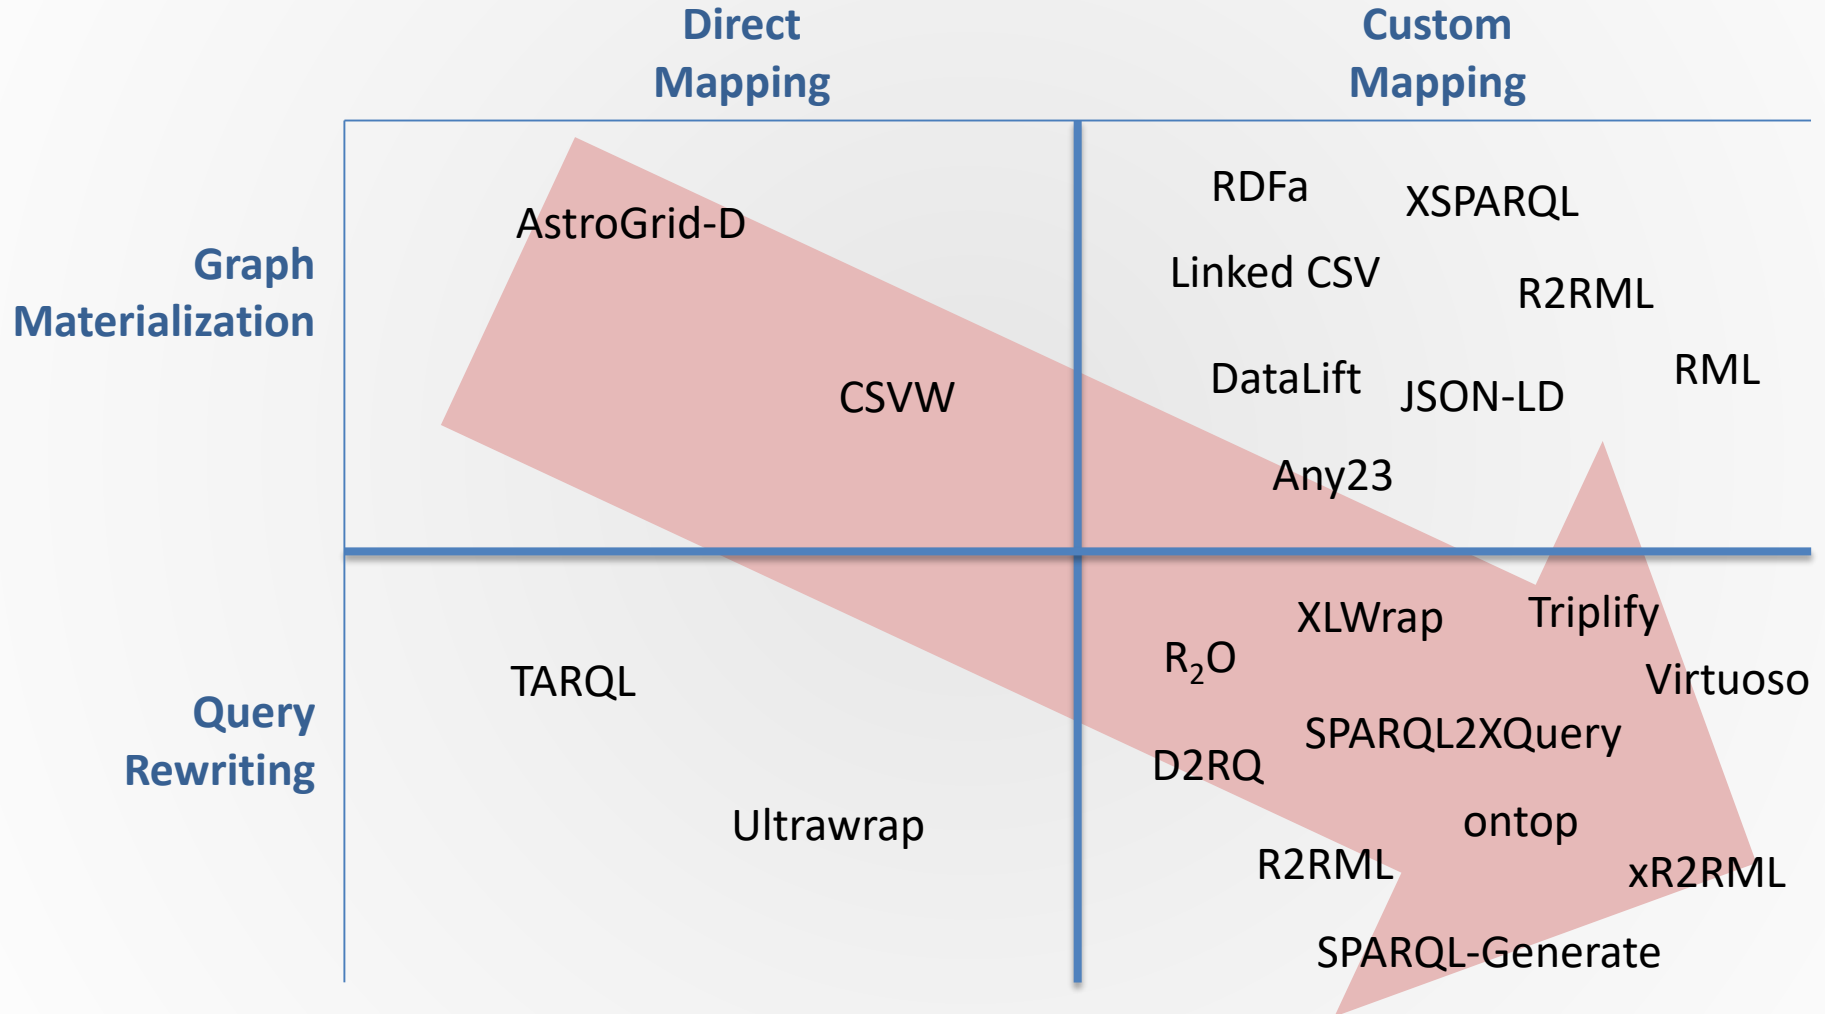 Direct
Mapping
Custom
Mapping
Graph
Materialization
AstroGrid-D
CSVW
RDFa
XSPARQL
Linked CSV
R2RML
DataLift
JSON-LD
RML
Any23
Query
Rewriting
TARQL
Ultrawrap
XLWrap
Triplify
R₂O
Virtuoso
SPARQL2XQuery
D2RQ
ontop
R2RML
xR2RML
SPARQL-Generate